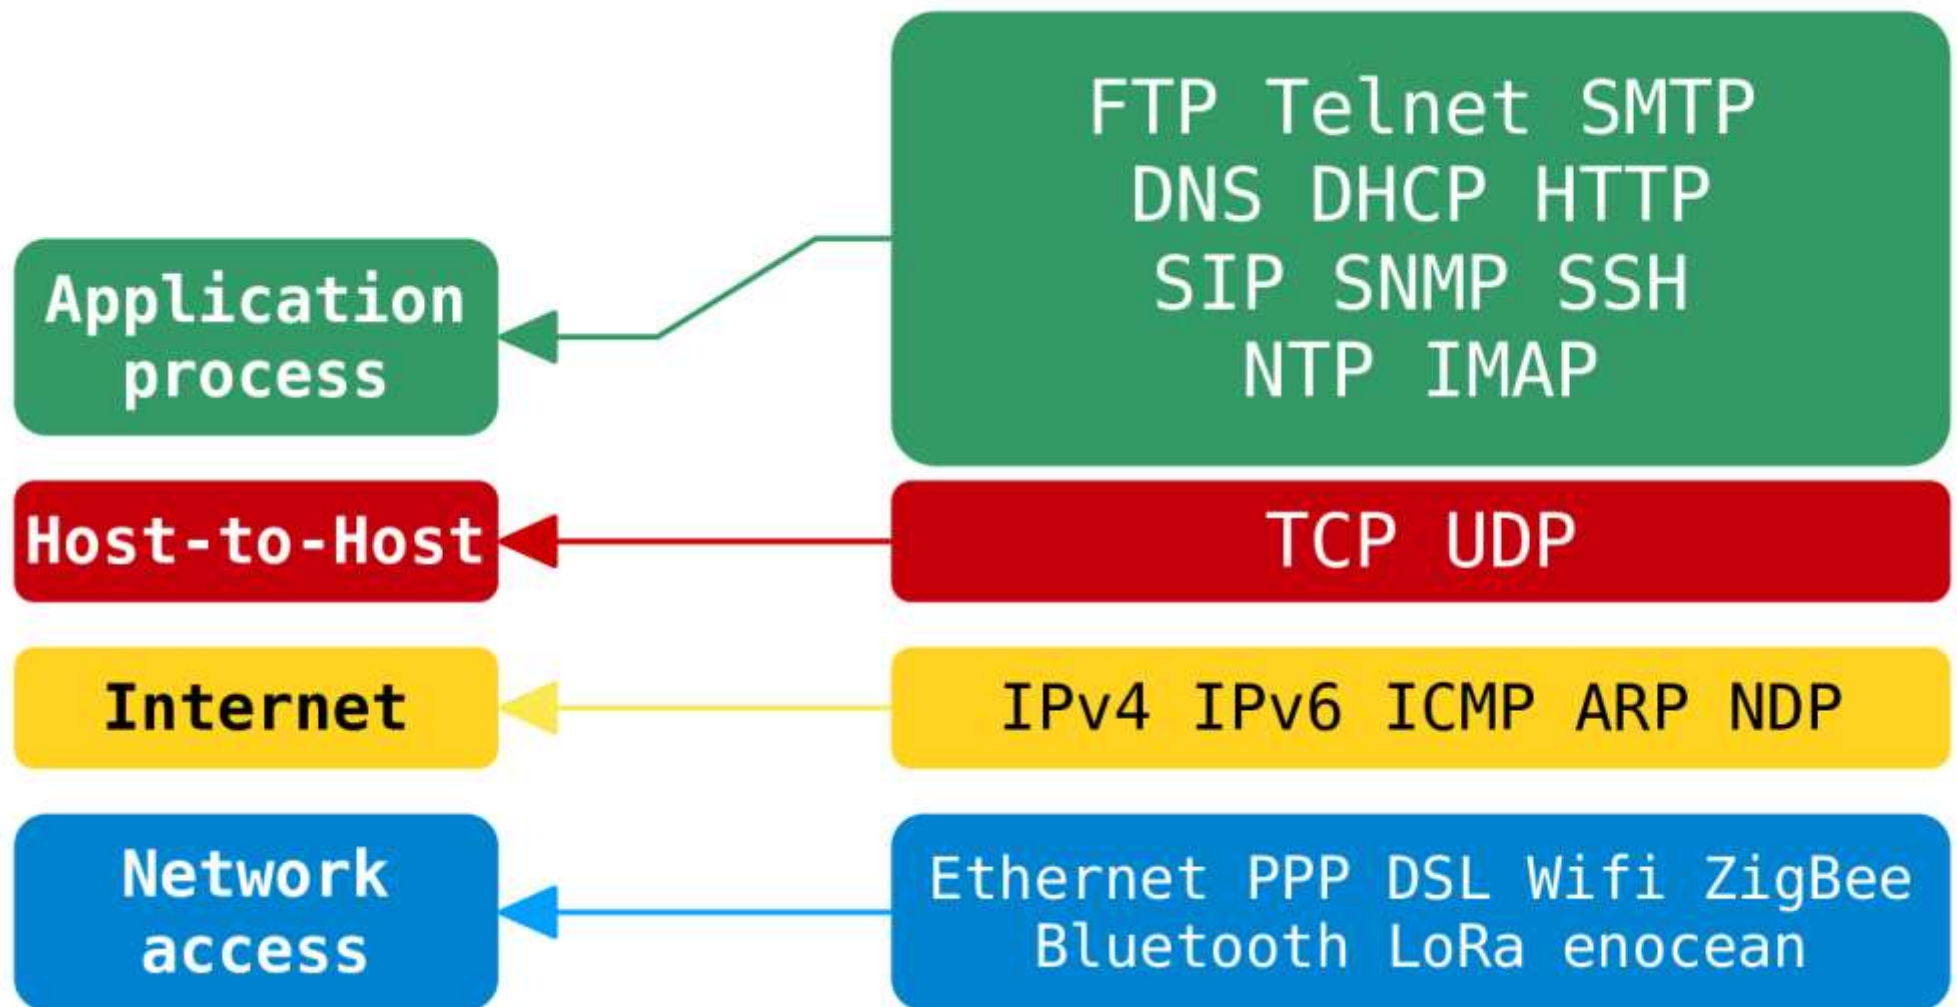 FTP Telnet SMTP
DNS DHCP HTTP
SIP SNMP SSH
NTP IMAP
Application
process
Host-to-Host
TCP UDP
Internet
IPv4 IPv6 ICMP ARP NDP
Network
access
Ethernet PPP DSL Wifi ZigBee
Bluetooth LoRa enocean